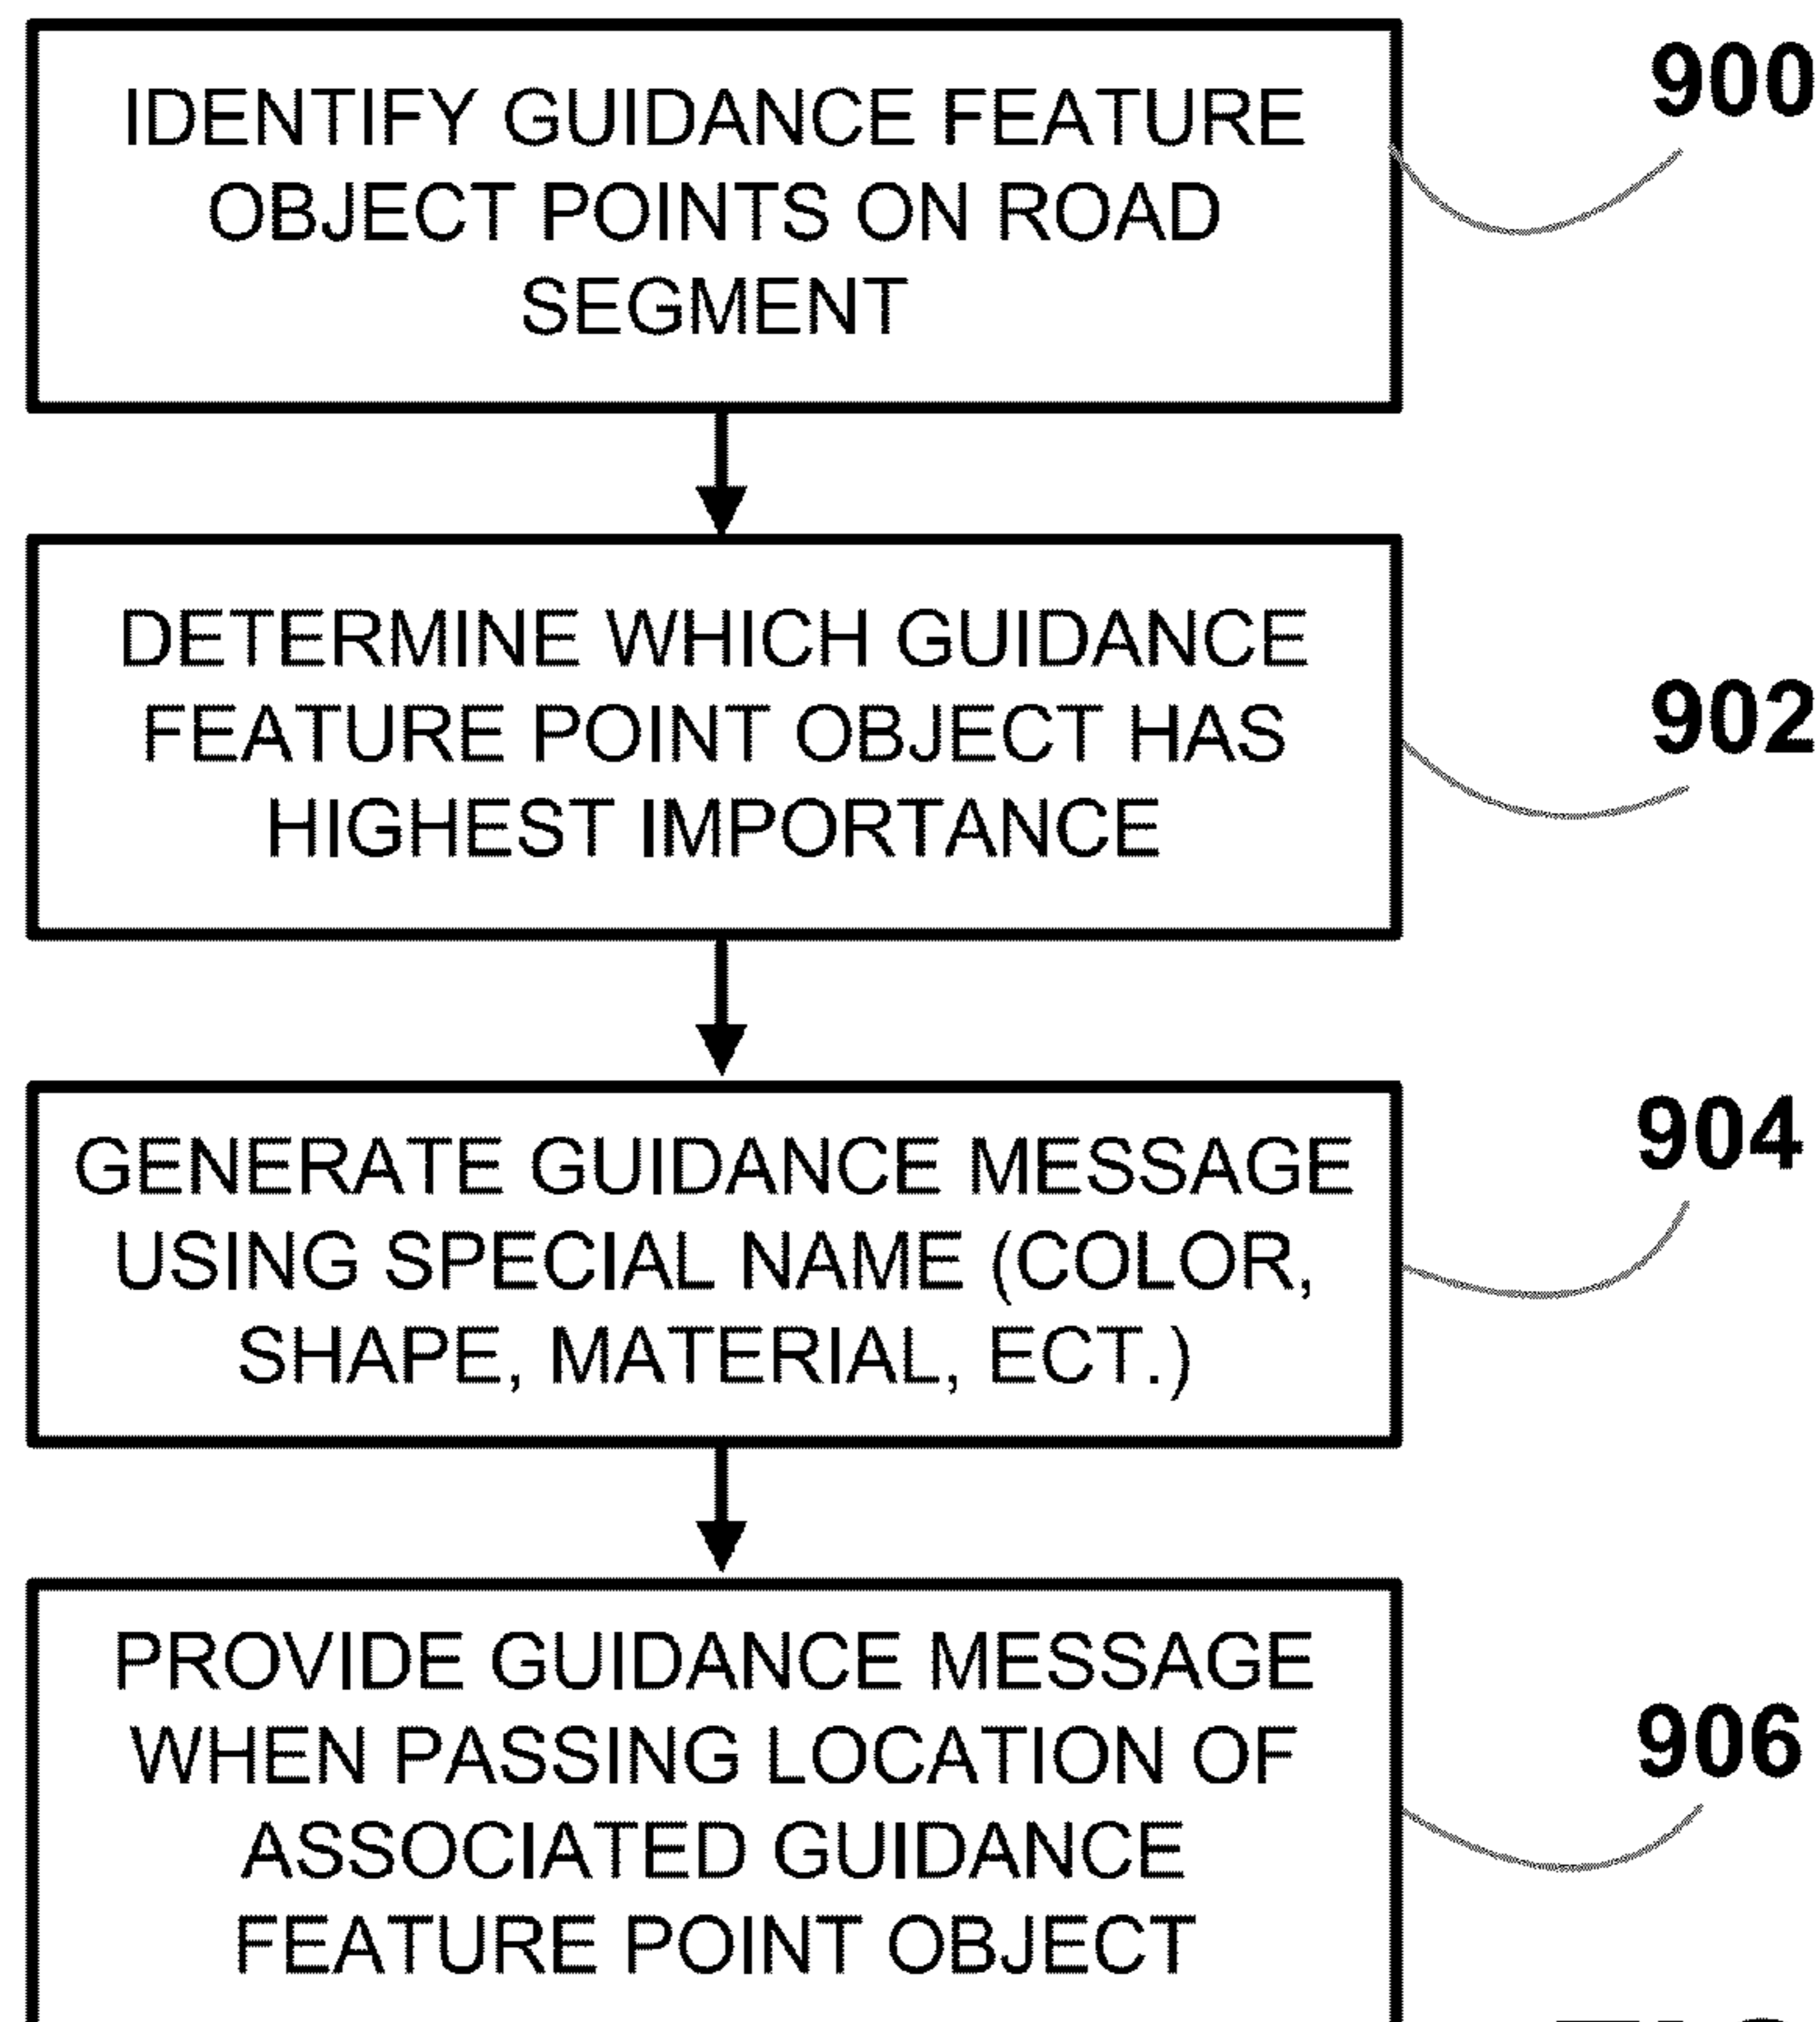 IDENTIFY GUIDANCE FEATURE
OBJECT POINTS ON ROAD
SEGMENT
900
DETERMINE WHICH GUIDANCE
FEATURE POINT OBJECT HAS
HIGHEST IMPORTANCE
902
GENERATE GUIDANCE MESSAGE
USING SPECIAL NAME (COLOR,
SHAPE, MATERIAL, ECT.)
904
PROVIDE GUIDANCE MESSAGE
WHEN PASSING LOCATION OF
ASSOCIATED GUIDANCE
FEATURE POINT OBJECT
906